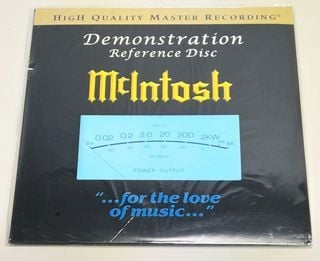 HIGH QUALITY MASTER RECORDING™
Demonstration
Reference Disc
McIntosh
0.02 0.2 2.0 20 200 2KW
POWER OUTPUT
"...for the love
of music..."